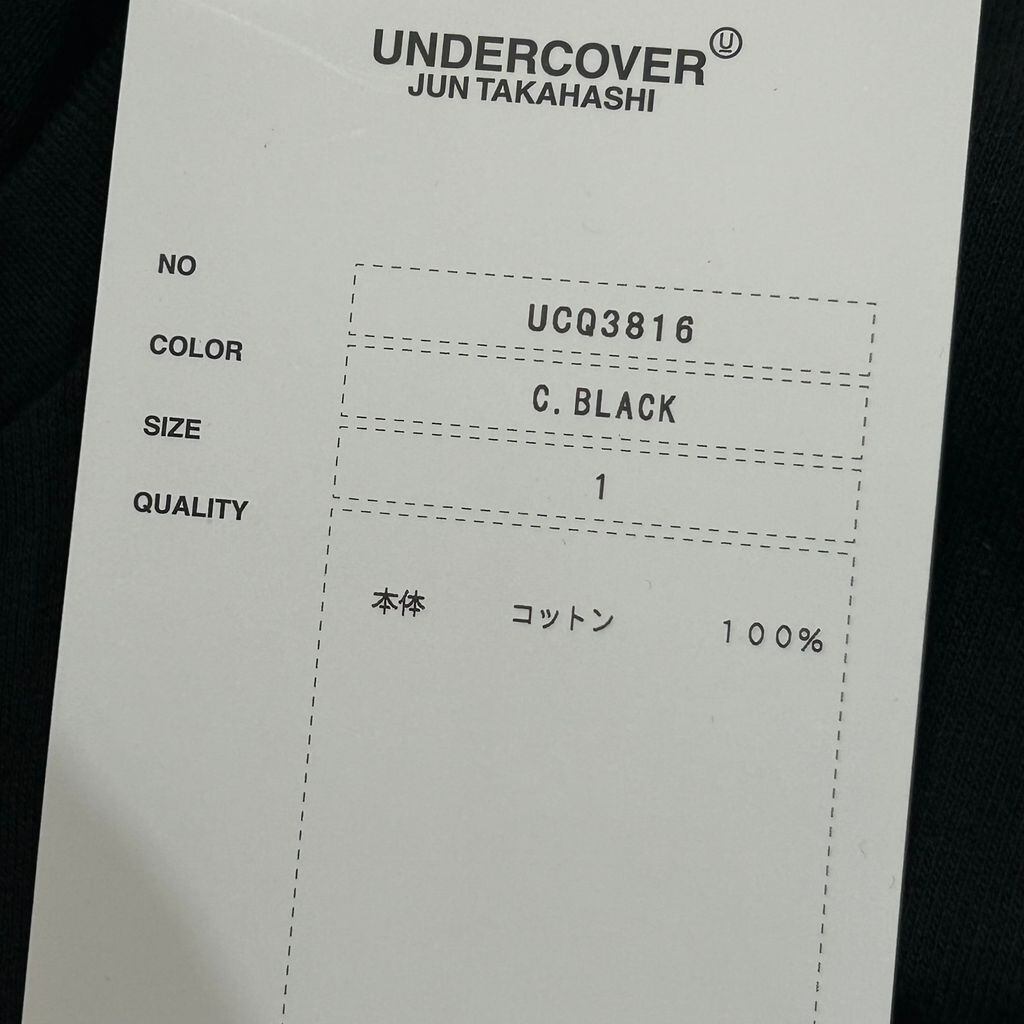 UNDERCOVER Ⓤ
JUN TAKAHASHI
NO UCQ3816
COLOR C. BLACK
SIZE 1
QUALITY
本体 コットン 100%